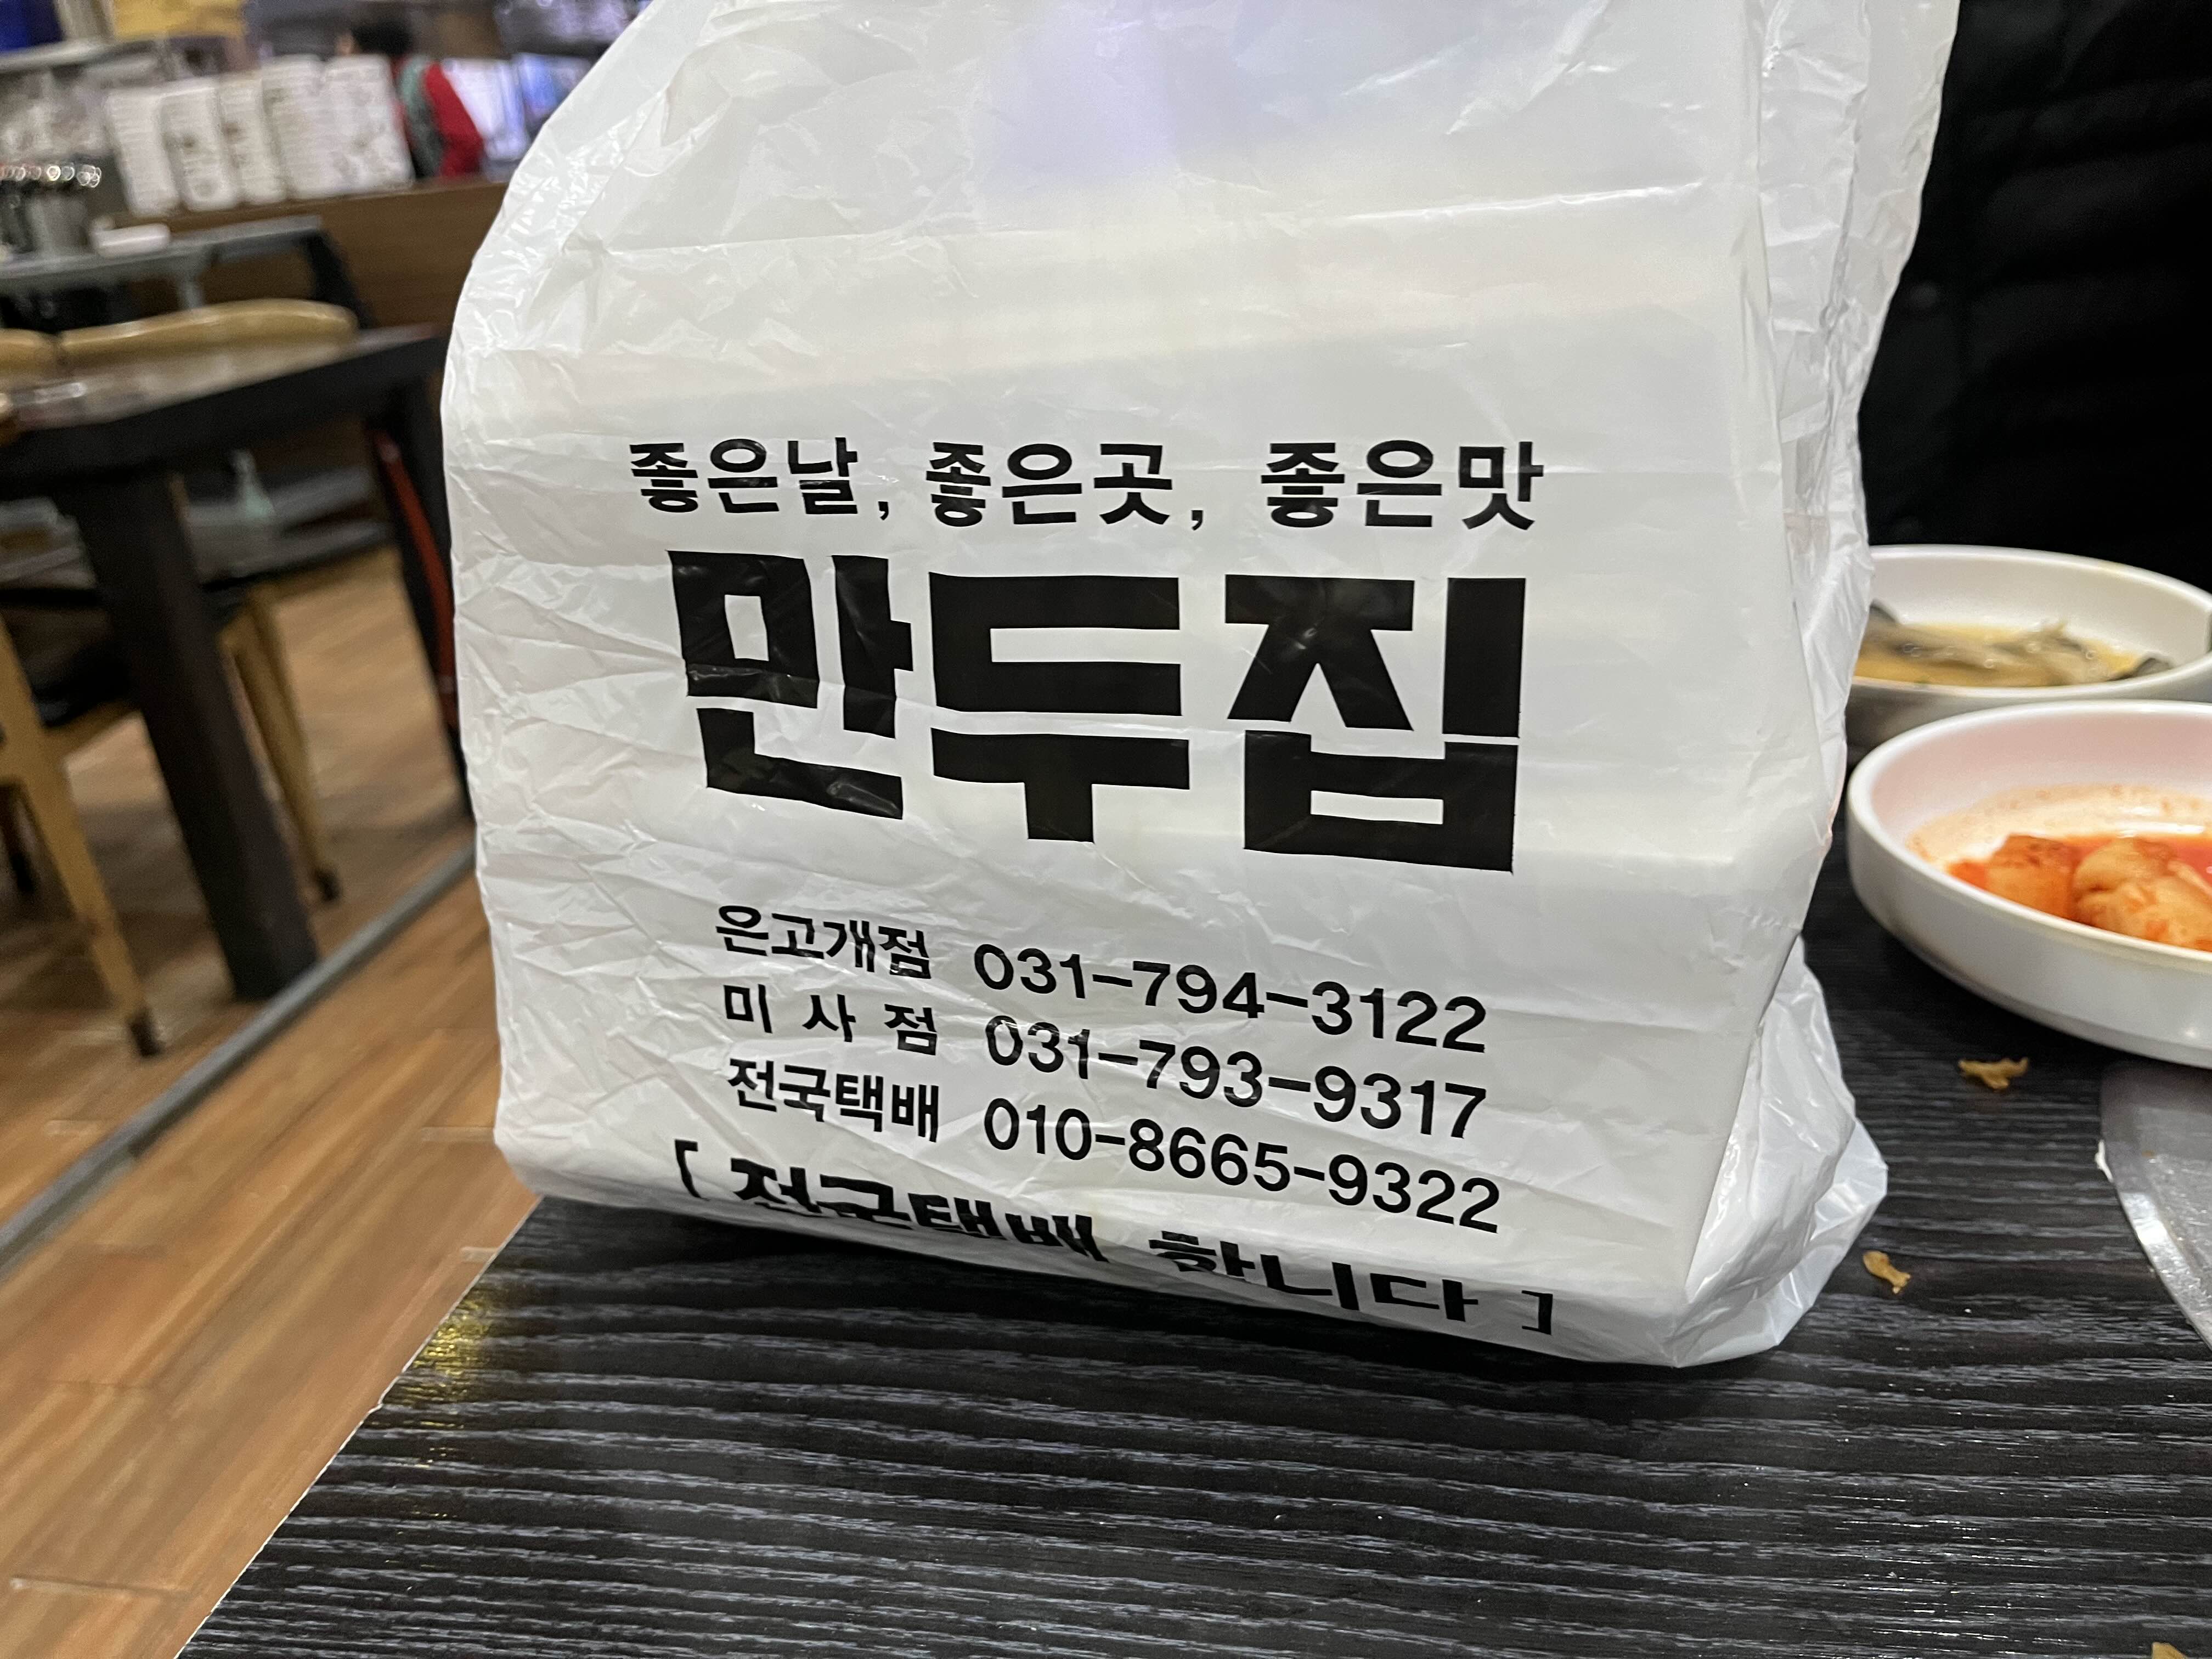 좋은날, 좋은곳, 좋은맛
만두집
은고개점 031-794-3122
미 사 점 031-793-9317
전국택배 010-8665-9322
[ 전국택배 합니다 ]